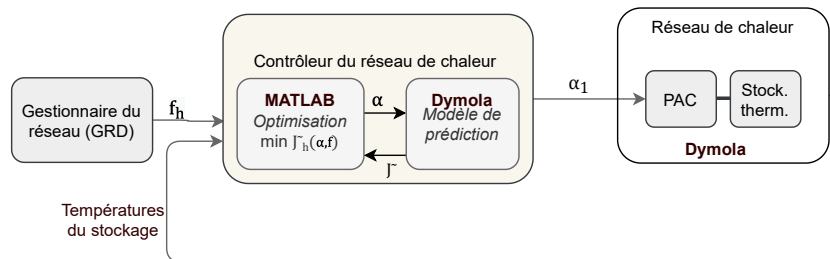 Gestionnaire du
réseau (GRD)
f_h
Températures
du stockage
Contrôleur du réseau de chaleur
MATLAB
Optimisation
min J̃_h(α,f)
α
J̃
Dymola
Modèle de
prédiction
α₁
Réseau de chaleur
PAC
Stock.
therm.
Dymola